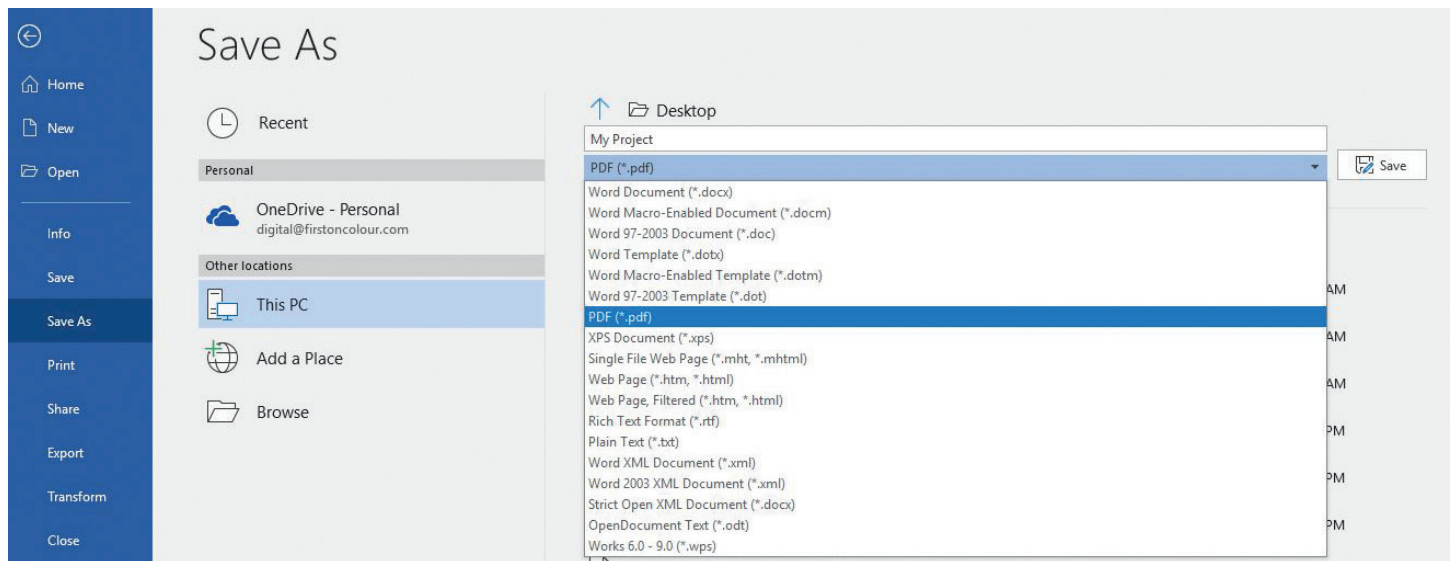 Save As
Home
New
Open
Info
Save
Save As
Print
Share
Export
Transform
Close
Recent
Personal
OneDrive - Personal
digital@firstoncolour.com
Other locations
This PC
Add a Place
Browse
Desktop
My Project
PDF (*.pdf)
Save
Word Document (*.docx)
Word Macro-Enabled Document (*.docm)
Word 97-2003 Document (*.doc)
Word Template (*.dotx)
Word Macro-Enabled Template (*.dotm)
Word 97-2003 Template (*.dot)
PDF (*.pdf)
XPS Document (*.xps)
Single File Web Page (*.mht, *.mhtml)
Web Page (*.htm, *.html)
Web Page, Filtered (*.htm, *.html)
Rich Text Format (*.rtf)
Plain Text (*.txt)
Word XML Document (*.xml)
Word 2003 XML Document (*.xml)
Strict Open XML Document (*.docx)
OpenDocument Text (*.odt)
Works 6.0 - 9.0 (*.wps)
AM
AM
AM
PM
PM
PM